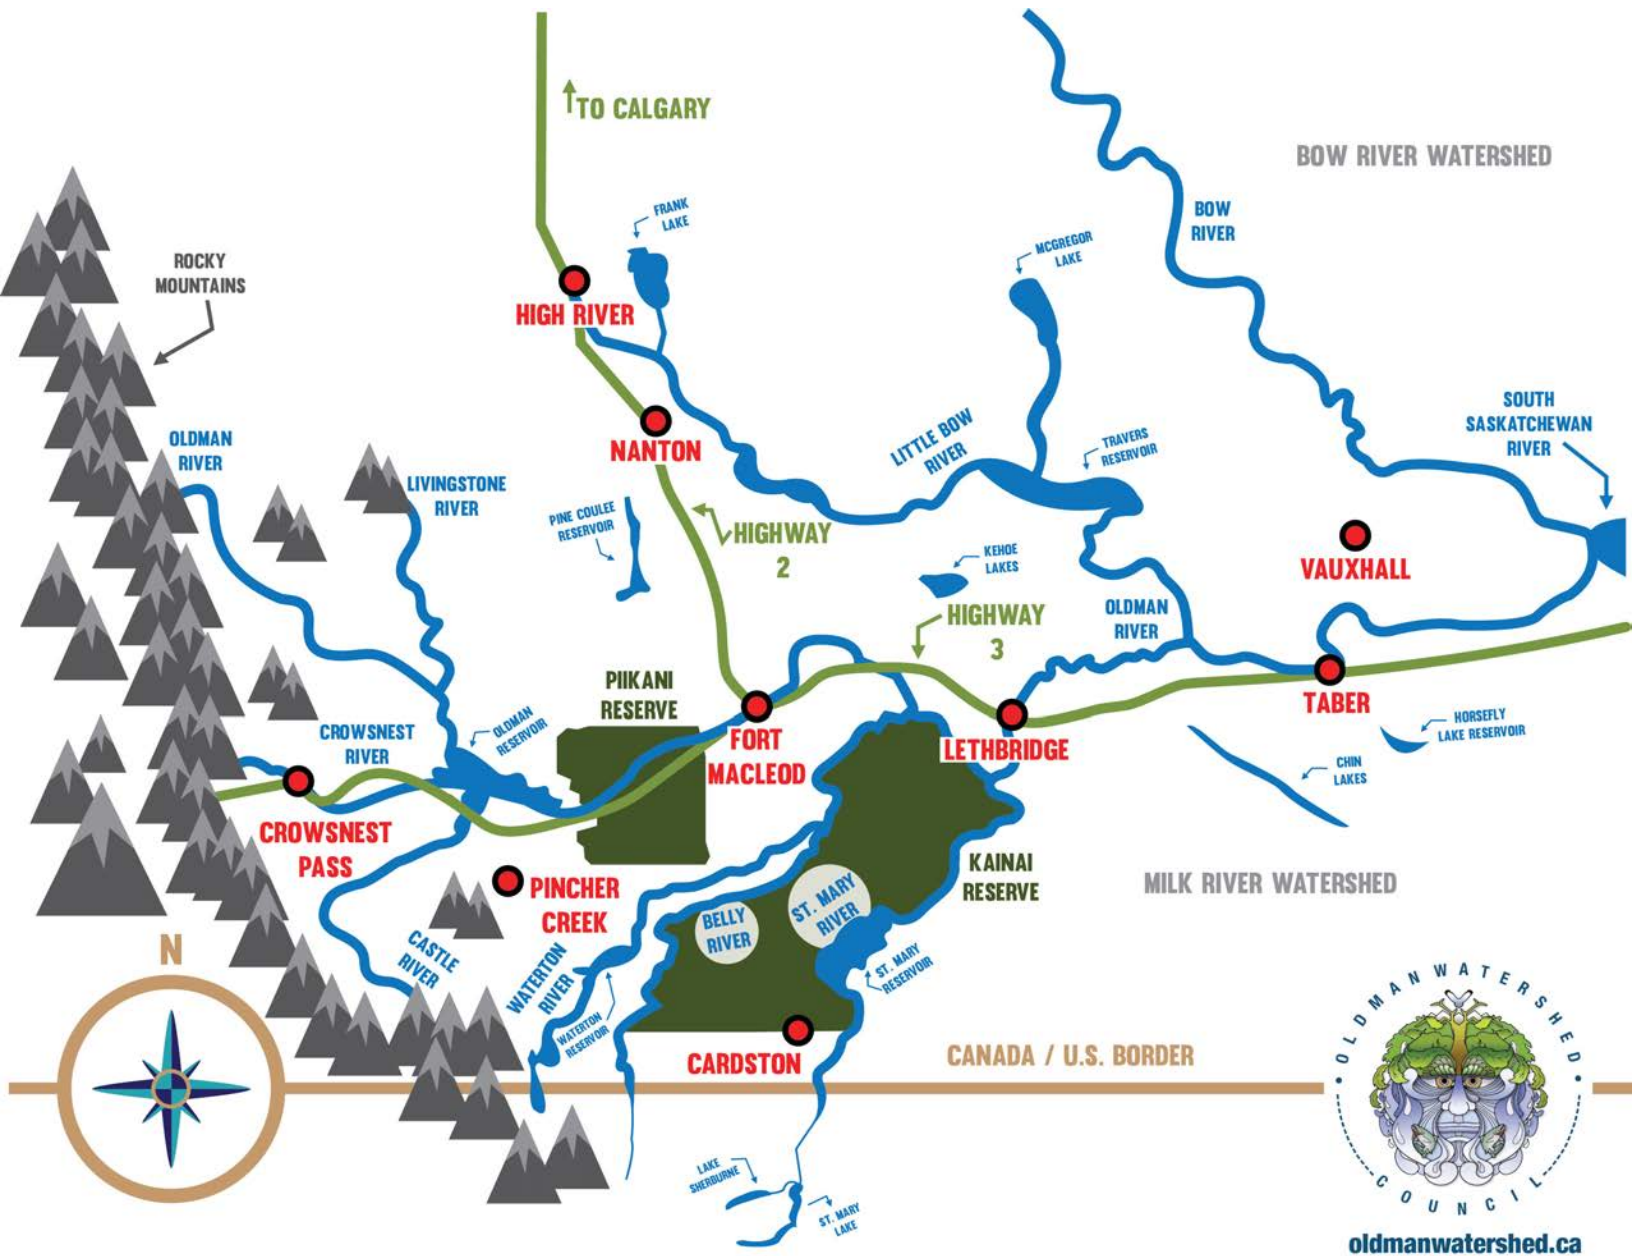 TO CALGARY
BOW RIVER WATERSHED
FRANK
LAKE
BOW
RIVER
MCGREGOR
LAKE
ROCKY
MOUNTAINS
HIGH RIVER
SOUTH
SASKATCHEWAN
RIVER
OLDMAN
RIVER
LITTLE BOW
RIVER
TRAVERS
RESERVOIR
NANTON
LIVINGSTONE
RIVER
PINE COULEE
RESERVOIR
HIGHWAY
2
KEHOE
LAKES
VAUXHALL
HIGHWAY
3
OLDMAN
RIVER
PIIKANI
RESERVE
TABER
CROWSNEST
RIVER
OLDMAN
RESERVOIR
FORT
MACLEOD
LETHBRIDGE
HORSEFLY
LAKE RESERVOIR
CHIN
LAKES
CROWSNEST
PASS
KAINAI
RESERVE
MILK RIVER WATERSHED
PINCHER
CREEK
BELLY
RIVER
ST. MARY
RIVER
N
CASTLE
RIVER
WATERTON
RIVER
ST. MARY
RESERVOIR
WATERTON
RESERVOIR
CARDSTON
CANADA / U.S. BORDER
LAKE
SHERBURNE
ST. MARY
LAKE
OLDMAN WATERSHED
COUNCIL
oldmanwatershed.ca